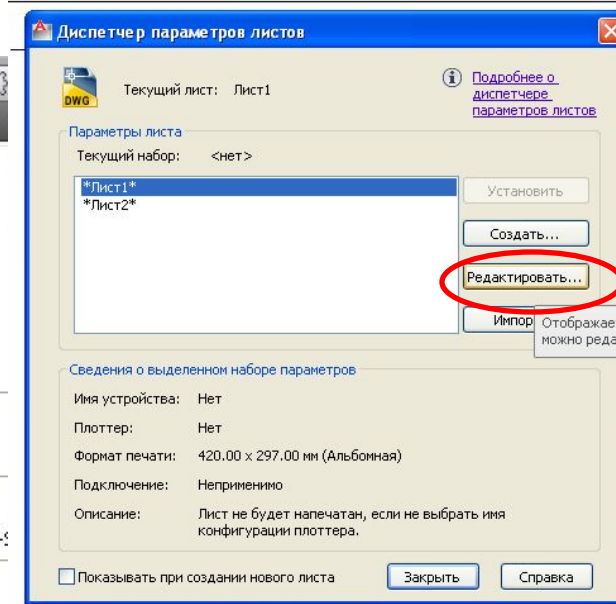 Диспетчер параметров листов
DWG
Текущий лист: Лист1
Подробнее о
диспетчере
параметров листов
Параметры листа
Текущий набор: <нет>
*Лист1*
*Лист2*
Установить
Создать...
Редактировать...
Импор
Отображае
можно реда
Сведения о выделенном наборе параметров
Имя устройства: Нет
Плоттер: Нет
Формат печати: 420.00 x 297.00 мм (Альбомная)
Подключение: Неприменимо
Описание: Лист не будет напечатан, если не выбрать имя
конфигурации плоттера.
Показывать при создании нового листа
Закрыть
Справка